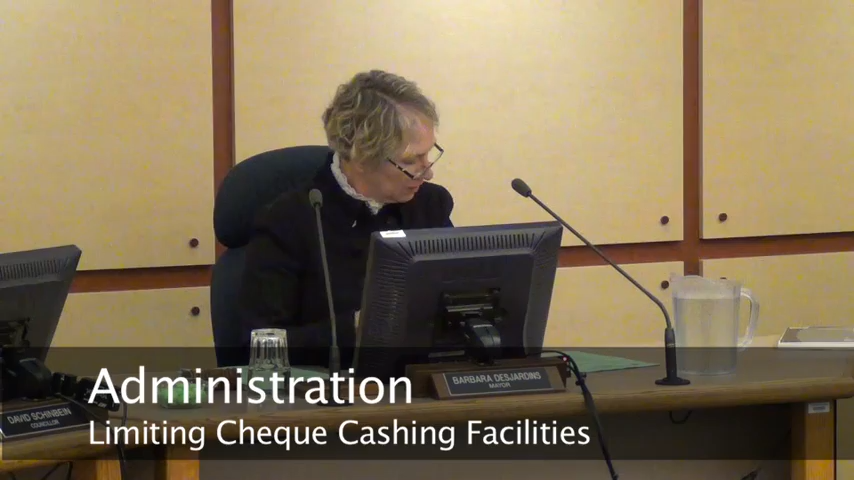 BARBARA DESJARDINS
MAYOR
DAVID SCHINBEIN
COUNCILLOR
Administration
Limiting Cheque Cashing Facilities